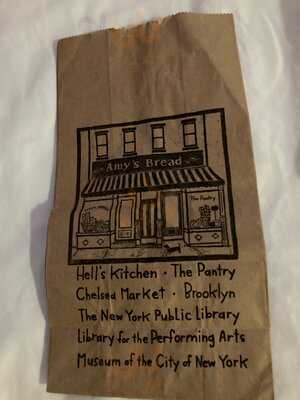 Amy's Bread
The Pantry
Hell's Kitchen · The Pantry
Chelsea Market · Brooklyn
The New York Public Library
Library for the Performing Arts
Museum of the City of New York